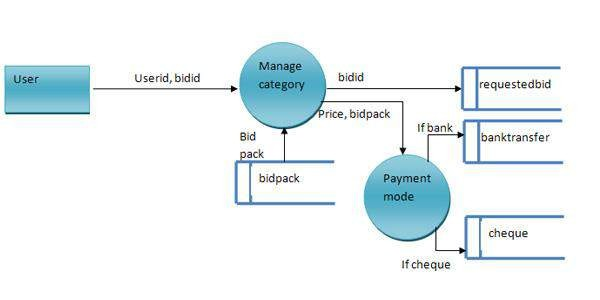 User
Userid, bidid
Manage
category
bidid
requestedbid
Price, bidpack
If bank
banktransfer
Bid
pack
bidpack
Payment
mode
cheque
If cheque